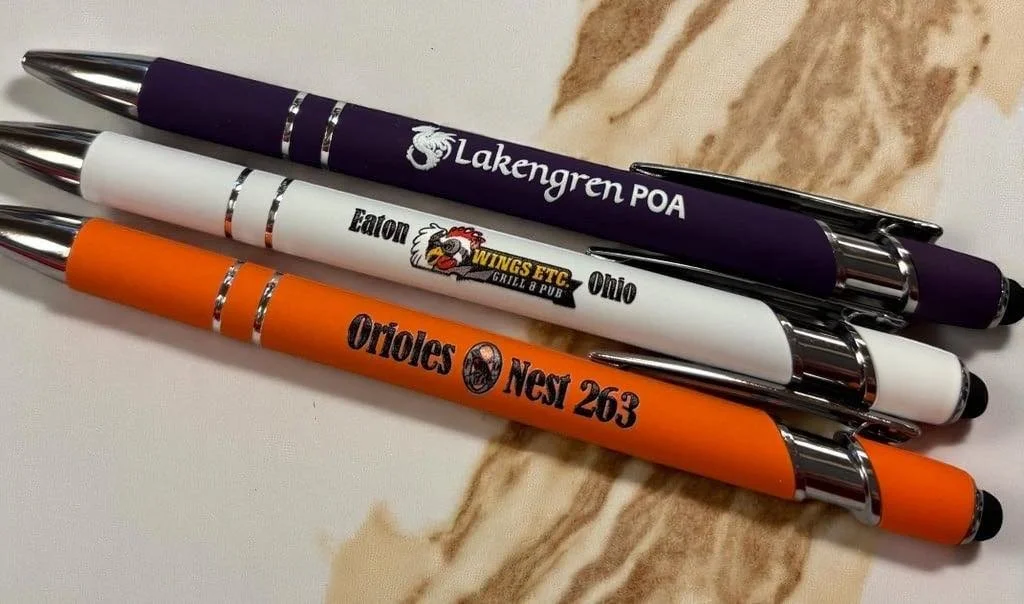 Lakengren POA
Eaton WINGS ETC. Ohio
GRILL & PUB
Orioles Nest 263